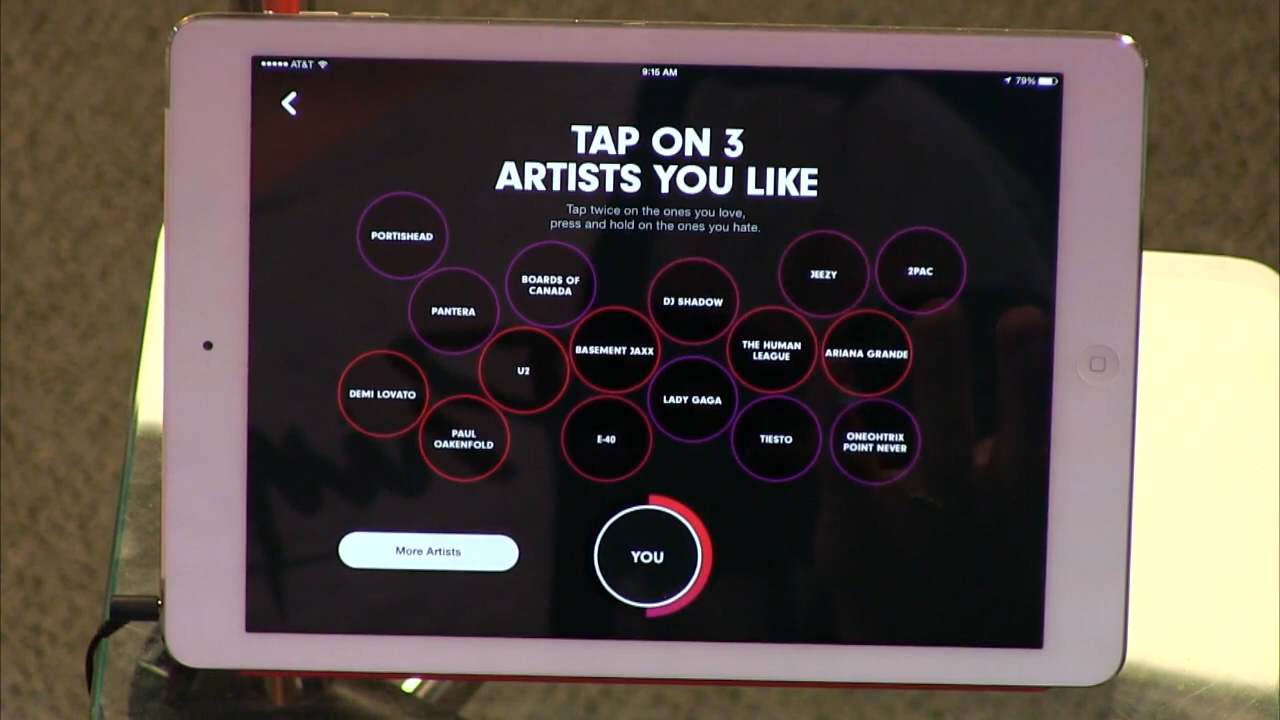 AT&T
9:15 AM
79%
TAP ON 3
ARTISTS YOU LIKE
Tap twice on the ones you love,
press and hold on the ones you hate.
PORTISHEAD
BOARDS OF
CANADA
JEEZY
2PAC
PANTERA
DJ SHADOW
U2
BASEMENT JAXX
THE HUMAN
LEAGUE
ARIANA GRANDE
DEMI LOVATO
LADY GAGA
PAUL
OAKENFOLD
E-40
TIESTO
ONEOHTRIX
POINT NEVER
More Artists
YOU